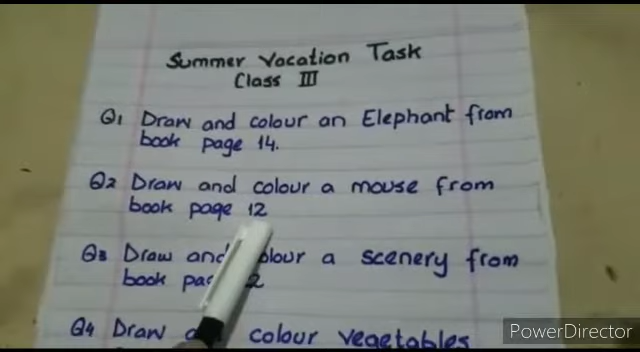 Summer Vacation Task
Class III
Q1 Draw and colour an Elephant from
book page 14.
Q2 Draw and colour a mouse from
book page 12
Q3 Draw and colour a scenery from
book
Q4 Draw colour vegetables
PowerDirector